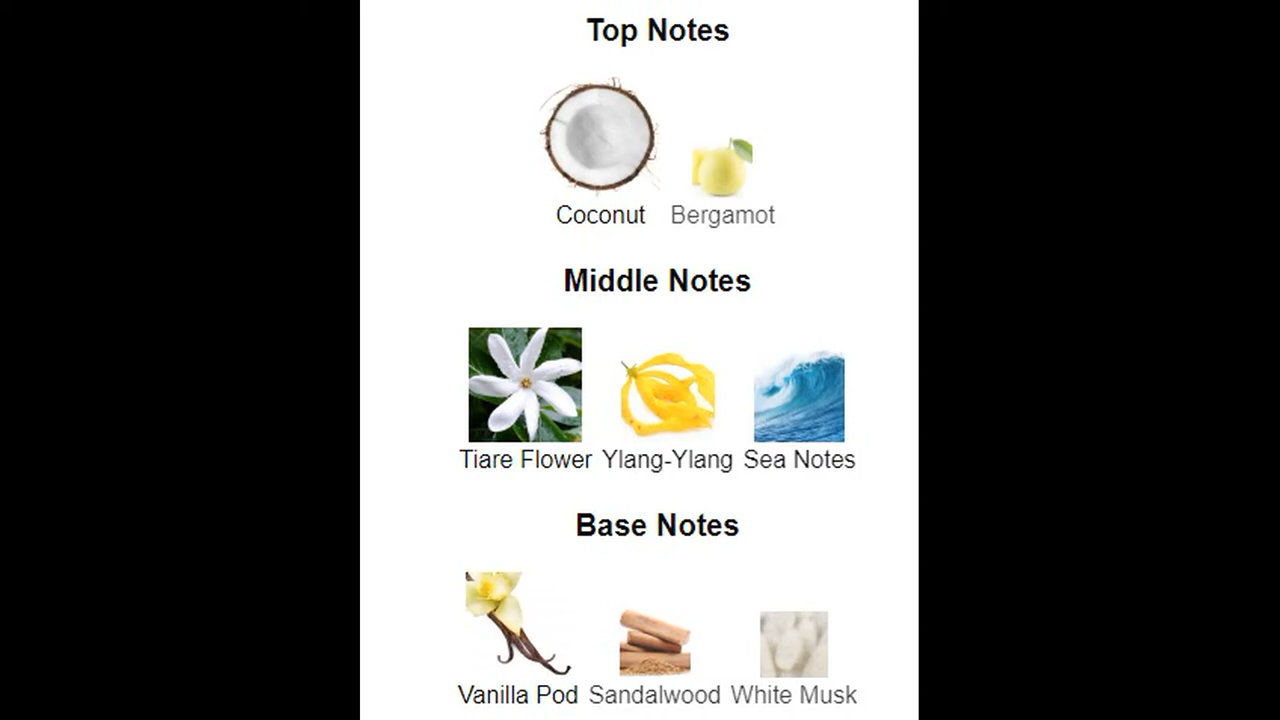 Top Notes
Coconut Bergamot
Middle Notes
Tiare Flower Ylang-Ylang Sea Notes
Base Notes
Vanilla Pod Sandalwood White Musk